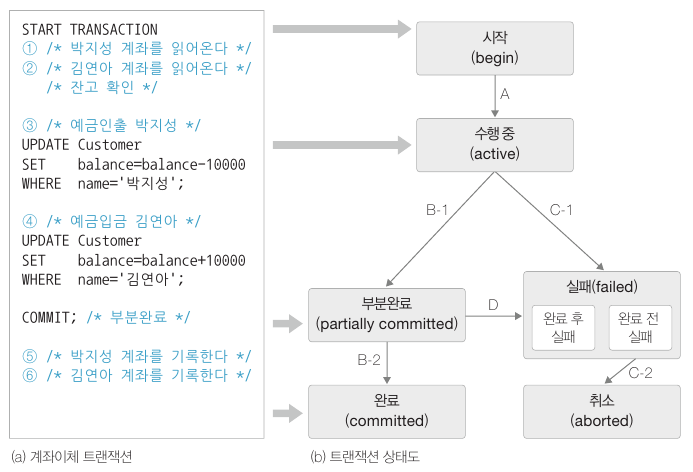 START TRANSACTION
① /* 박지성 계좌를 읽어온다 */
② /* 김연아 계좌를 읽어온다 */
/* 잔고 확인 */
③ /* 예금인출 박지성 */
UPDATE Customer
SET balance=balance-10000
WHERE name='박지성';
④ /* 예금입금 김연아 */
UPDATE Customer
SET balance=balance+10000
WHERE name='김연아';
COMMIT; /* 부분완료 */
⑤ /* 박지성 계좌를 기록한다 */
⑥ /* 김연아 계좌를 기록한다 */
(a) 계좌이체 트랜잭션
시작
(begin)
A
수행 중
(active)
B-1
C-1
부분완료
(partially committed)
D
실패(failed)
완료 후
실패
완료 전
실패
B-2
C-2
완료
(committed)
취소
(aborted)
(b) 트랜잭션 상태도